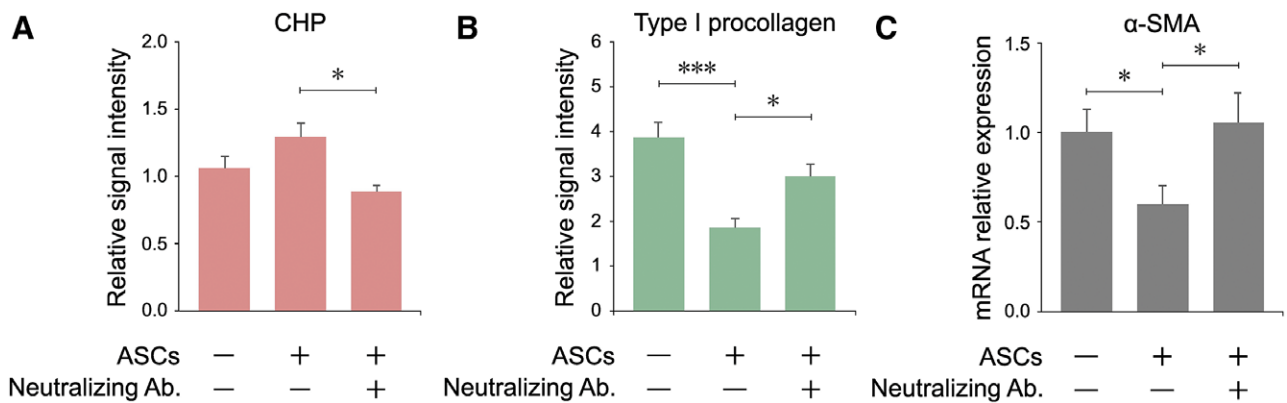 A
CHP
Relative signal intensity
2.0
1.5
1.0
0.5
0.0
*
ASCs — + +
Neutralizing Ab. — — +
B
Type I procollagen
Relative signal intensity
6
5
4
3
2
1
0
***
*
ASCs — + +
Neutralizing Ab. — — +
C
α-SMA
mRNA relative expression
1.5
1.0
0.5
0.0
*
*
ASCs — + +
Neutralizing Ab. — — +